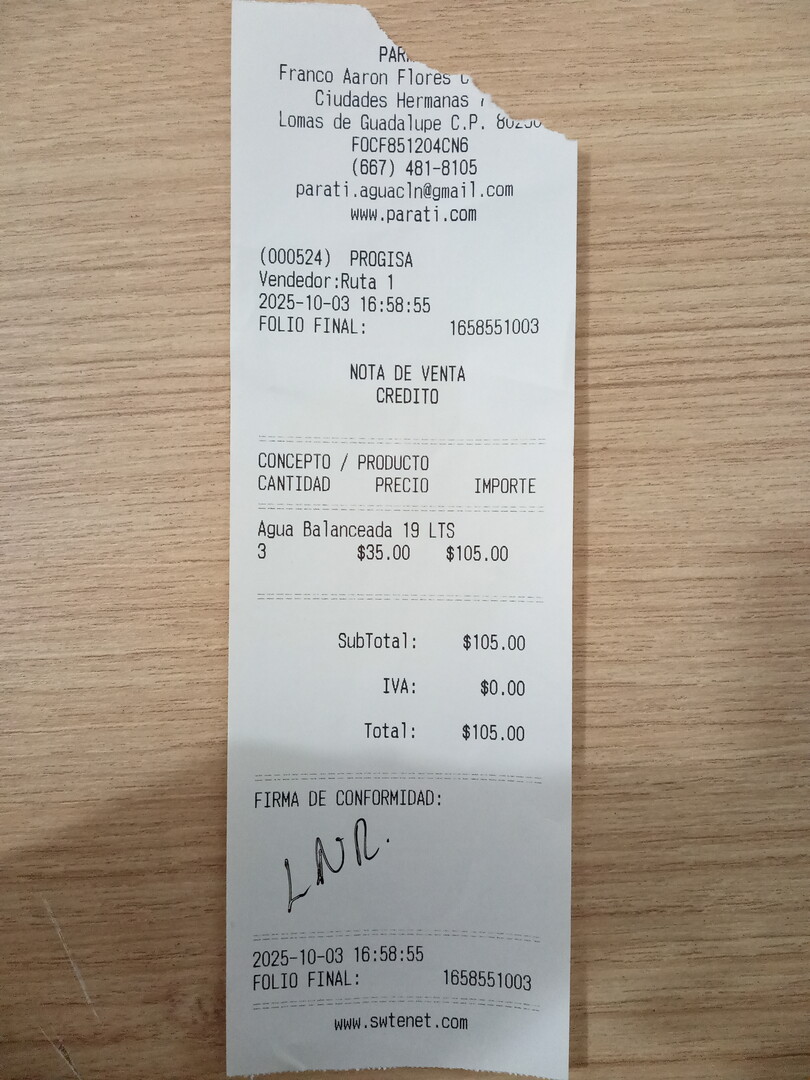 Franco Aaron Flores
Ciudades Hermanas
Lomas de Guadalupe C.P.
FOCF851204CN6
(667) 481-8105
parati.aguacln@gmail.com
www.parati.com
(000524) PROGISA
Vendedor:Ruta 1
2025-10-03 16:58:55
FOLIO FINAL: 1658551003
NOTA DE VENTA
CREDITO
CONCEPTO / PRODUCTO
CANTIDAD PRECIO IMPORTE
Agua Balanceada 19 LTS
3 $35.00 $105.00
SubTotal: $105.00
IVA: $0.00
Total: $105.00
FIRMA DE CONFORMIDAD:
LNR.
2025-10-03 16:58:55
FOLIO FINAL: 1658551003
www.swtenet.com